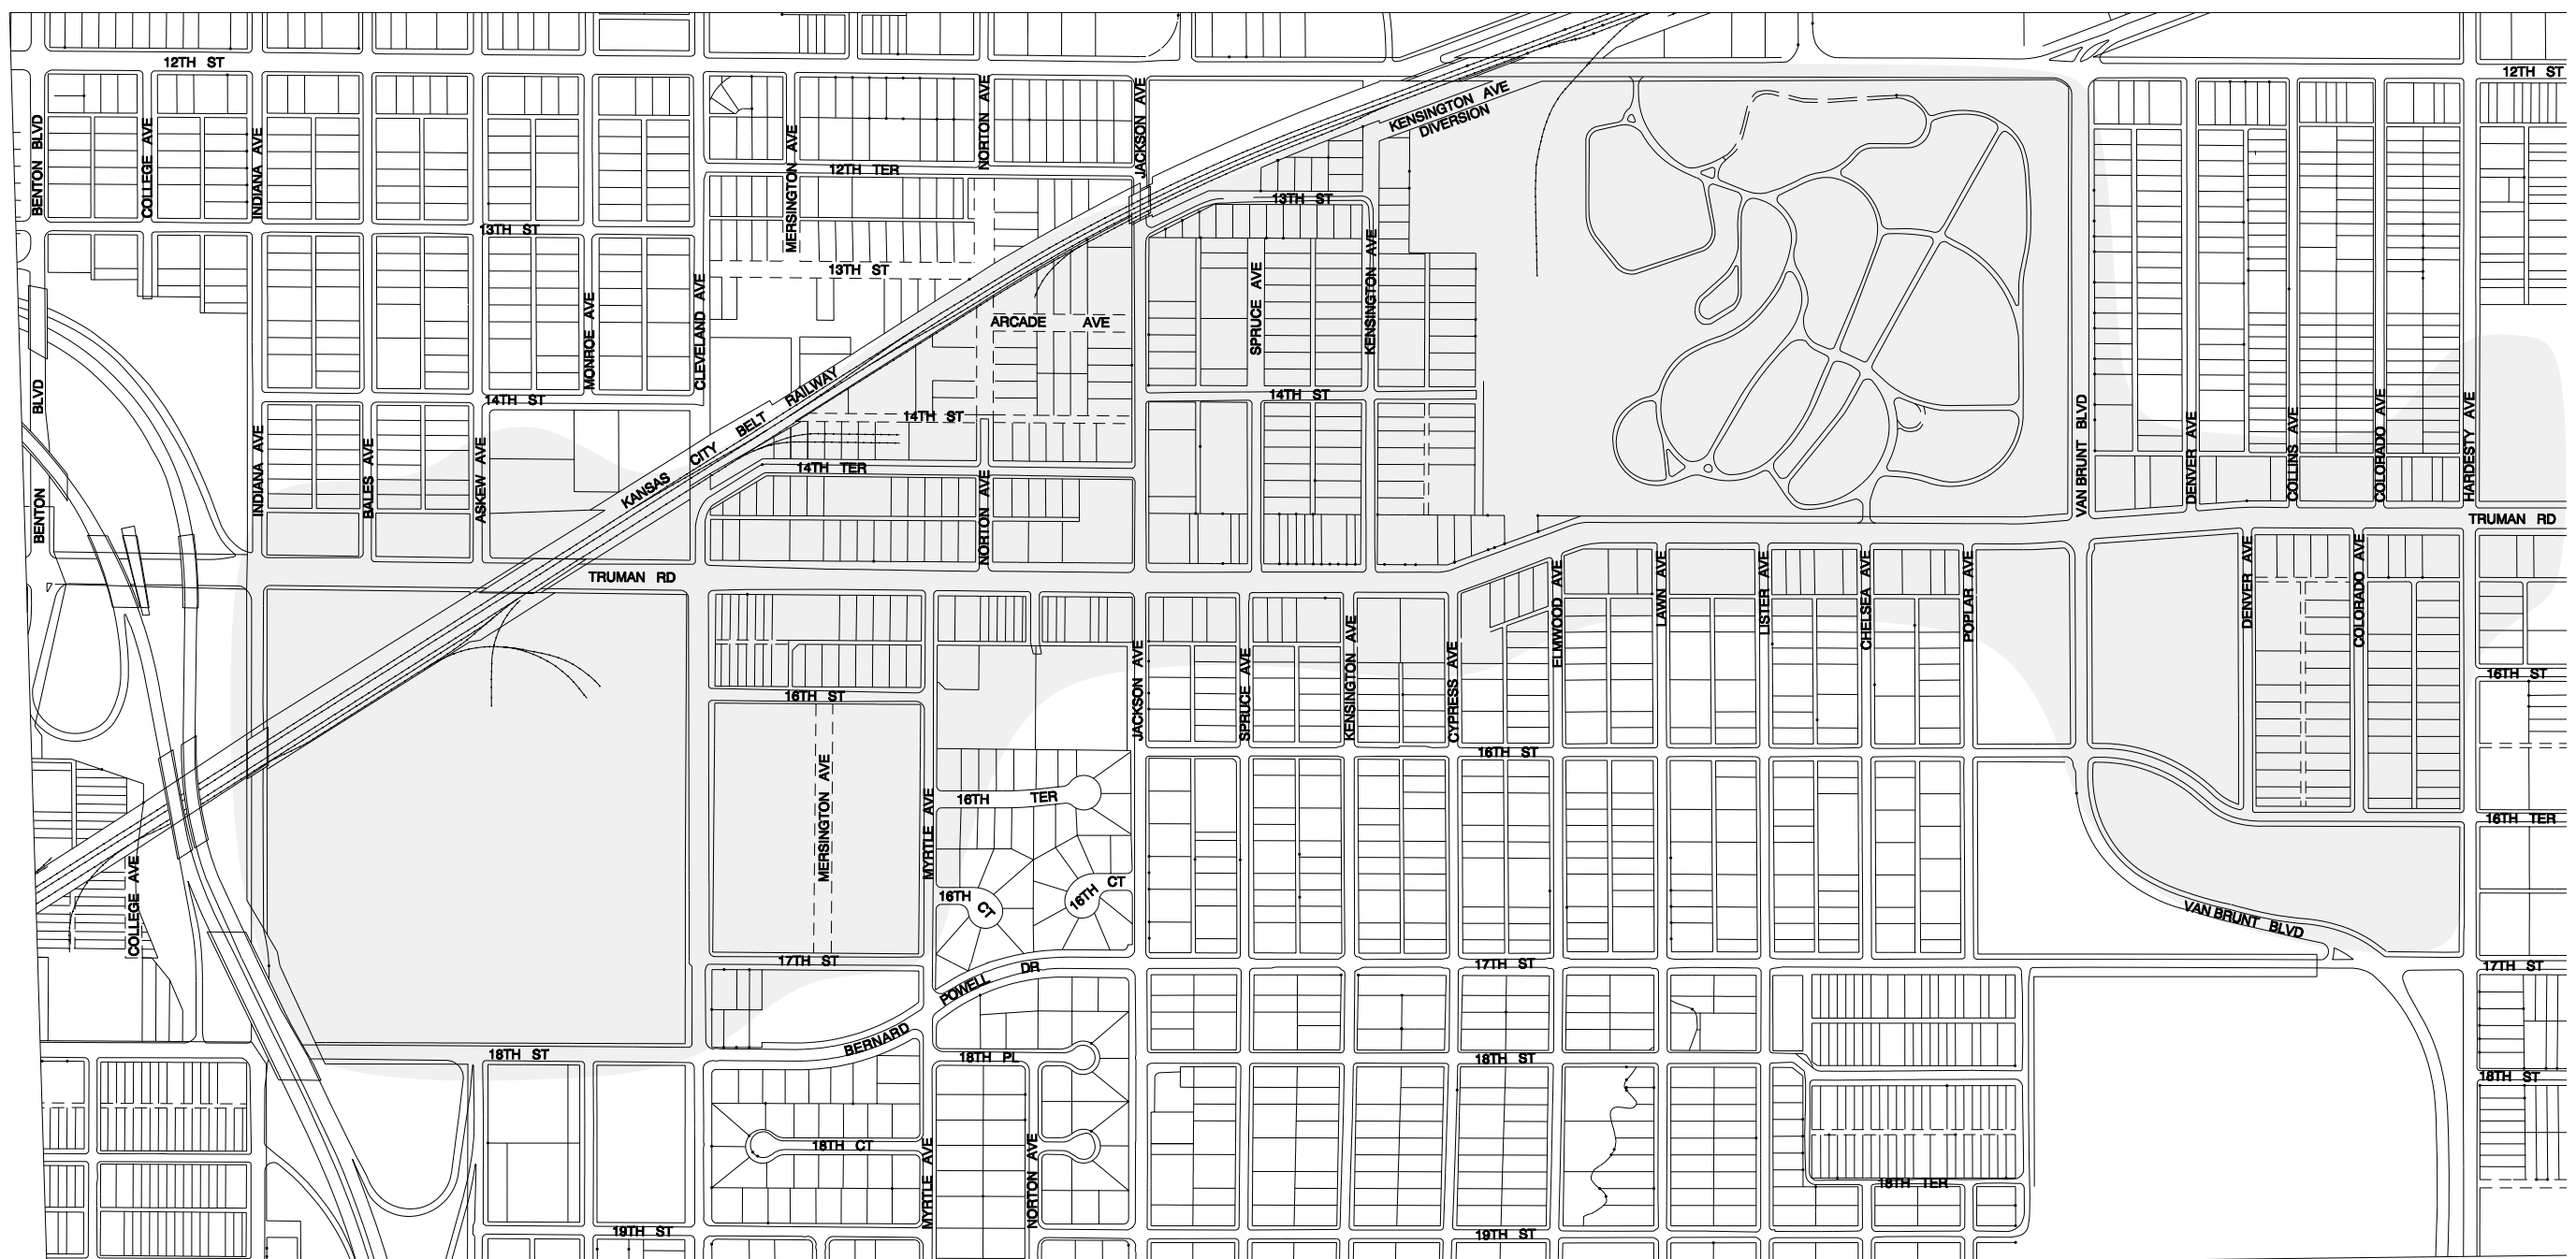 12TH ST
12TH ST
KENSINGTON AVE
DIVISION
BENTON BLVD
COLLEGE AVE
INDIANA AVE
MERSINGTON AVE
NORTON AVE
JACKSON AVE
12TH TER
13TH ST
13TH ST
13TH ST
MONROE AVE
CLEVELAND AVE
ARCADE AVE
SPRUCE AVE
KENSINGTON AVE
BLVD
KANSAS CITY BELT RAILWAY
14TH ST
14TH ST
14TH ST
VAN BRUNT BLVD
DENVER AVE
COLLINS AVE
COLORADO AVE
HARDESTY AVE
BENTON
INDIANA AVE
BALES AVE
ASKEW AVE
14TH TER
NORTON AVE
TRUMAN RD
TRUMAN RD
ELMWOOD AVE
LAWN AVE
LISTER AVE
CHELSEA AVE
POPLAR AVE
DENVER AVE
COLORADO AVE
JACKSON AVE
SPRUCE AVE
KENSINGTON AVE
CYPRESS AVE
16TH ST
16TH ST
16TH ST
MERSINGTON AVE
MYRTLE AVE
16TH TER
16TH TER
COLLEGE AVE
16TH CT
16TH CT
VAN BRUNT BLVD
17TH ST
POWELL DR
17TH ST
17TH ST
BERNARD
18TH ST
18TH PL
18TH ST
18TH ST
18TH CT
MYRTLE AVE
NORTON AVE
18TH TER
19TH ST
19TH ST